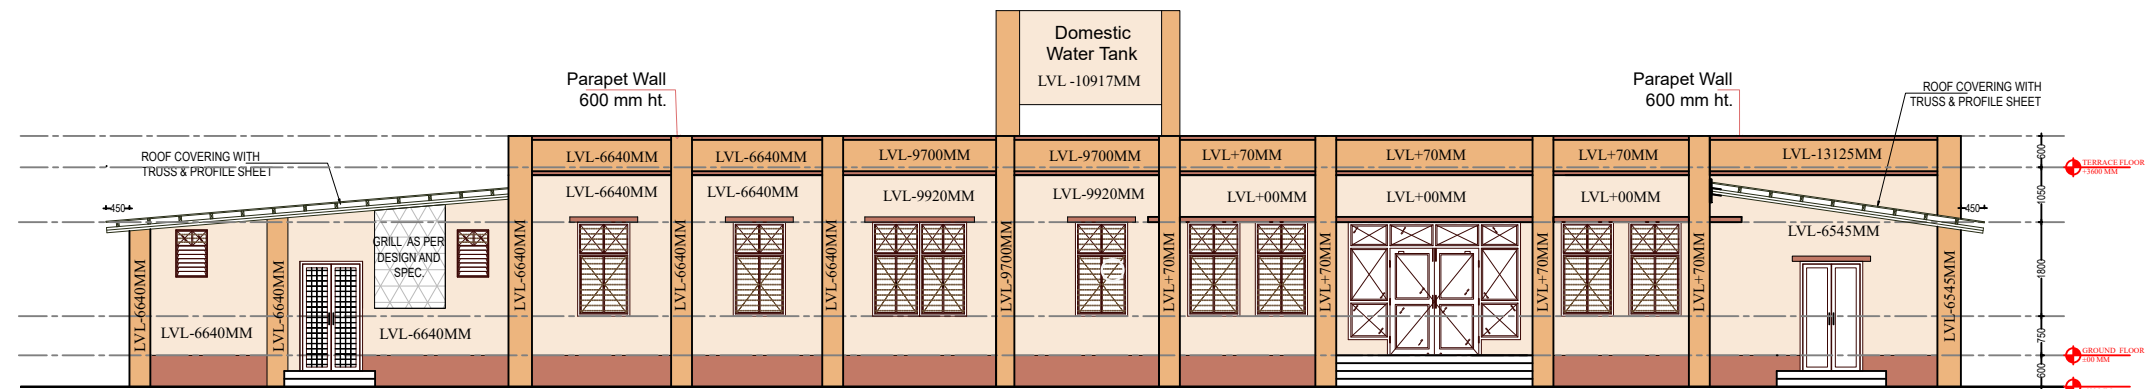 Domestic
Water Tank
LVL -10917MM
Parapet Wall
600 mm ht.
Parapet Wall
600 mm ht.
ROOF COVERING WITH
TRUSS & PROFILE SHEET
ROOF COVERING WITH
TRUSS & PROFILE SHEET
LVL-6640MM
LVL-6640MM
LVL-9700MM
LVL-9700MM
LVL+70MM
LVL+70MM
LVL+70MM
LVL-13125MM
600
TERRACE FLOOR
+3600 MM
LVL-6640MM
LVL-6640MM
LVL-9920MM
LVL-9920MM
LVL+00MM
LVL+00MM
LVL+00MM
1050
450
450
LVL-6545MM
GRILL AS PER
DESIGN AND
SPEC.
LVL-6640MM
LVL-6640MM
LVL-6640MM
LVL-6640MM
LVL-6640MM
LVL-9700MM
LVL+70MM
LVL+70MM
LVL+70MM
LVL+70MM
LVL-6545MM
1800
LVL-6640MM
LVL-6640MM
750
GROUND FLOOR
±00 MM
600